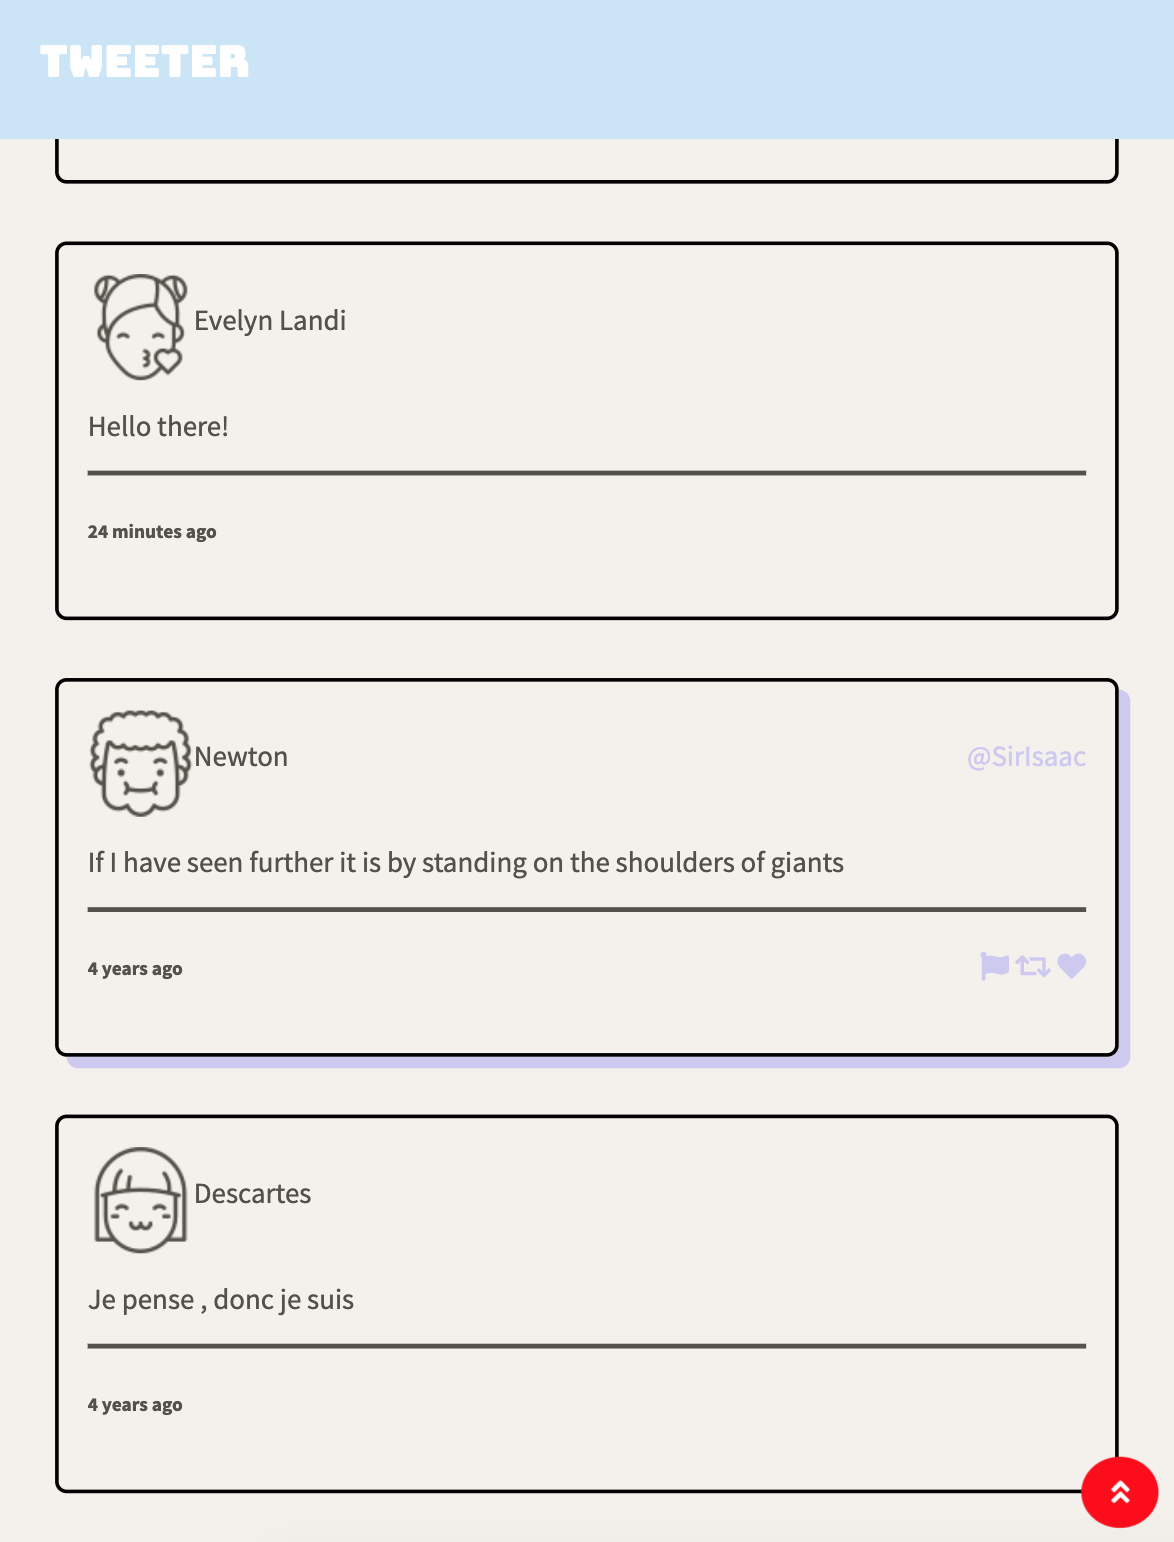 TWEETER
Evelyn Landi
Hello there!
24 minutes ago
Newton
@SirIsaac
If I have seen further it is by standing on the shoulders of giants
4 years ago
Descartes
Je pense , donc je suis
4 years ago